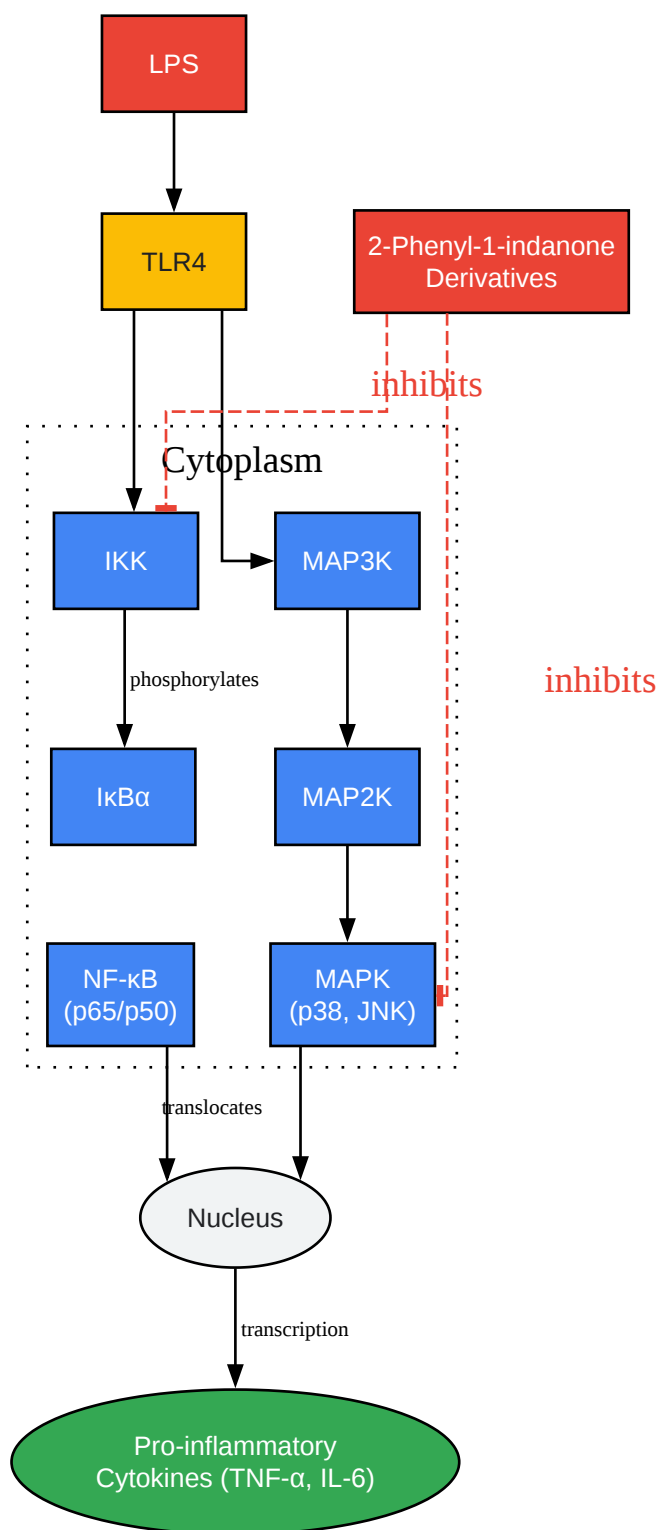 LPS
TLR4
2-Phenyl-1-indanone
Derivatives
inhibits
Cytoplasm
IKK
MAP3K
phosphorylates
inhibits
IκBα
MAP2K
NF-κB
(p65/p50)
MAPK
(p38, JNK)
translocates
Nucleus
transcription
Pro-inflammatory
Cytokines (TNF-α, IL-6)